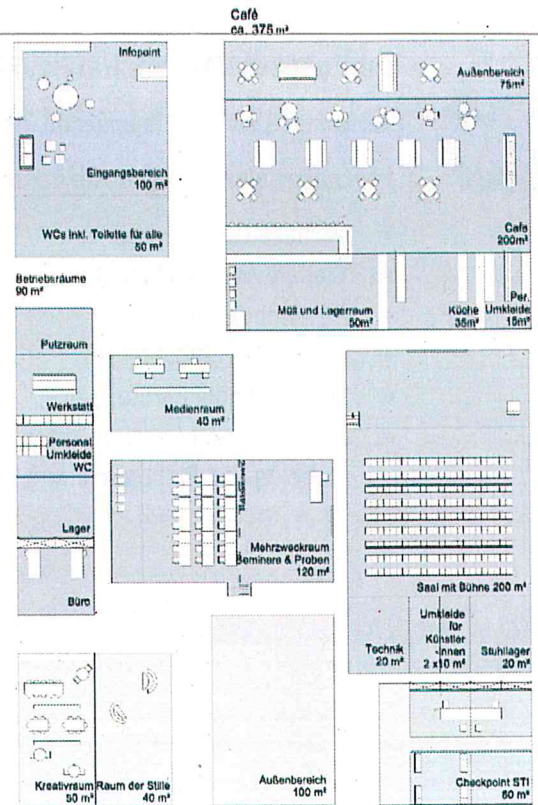 Café
ca. 375 m²
Infopoint
Eingangsbereich
100 m²
WCs inkl. Toilette für alle
50 m²
Außenbereich
75m²
Cafe
200m²
Müll und Lagerraum
50m²
Küche
35m²
Per.
Umkleide
15m²
Betriebsräume
90 m²
Putzraum
Werkstatt
Personal
Umkleide
WC
Lager
Büro
Medienraum
40 m²
Mehrzweckraum
Seminare & Proben
120 m²
Saal mit Bühne 200 m²
Technik
20 m²
Umkleide
für
Künstler
-innen
2 x10 m²
Stuhllager
20 m²
Kreativraum
50 m²
Raum der Stille
40 m²
Außenbereich
100 m²
Checkpoint STI
60 m²